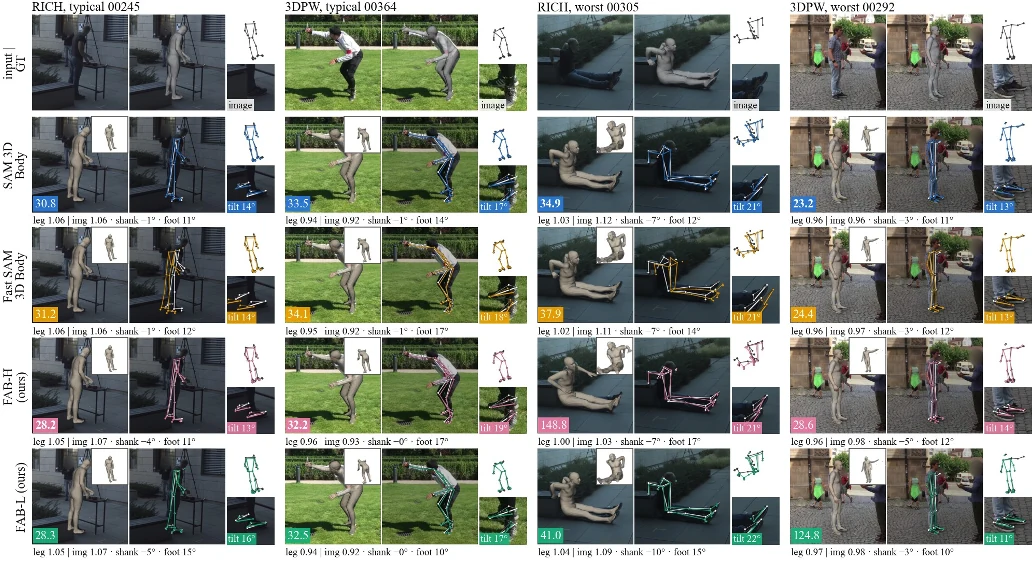 RICH, typical 00245
3DPW, typical 00364
RICH, worst 00305
3DPW, worst 00292
input |
GT
image
image
image
image
SAM 3D
Body
30.8
tilt 14°
33.5
tilt 17°
34.9
tilt 21°
23.2
tilt 13°
leg 1.06 | img 1.06 · shank −1° · foot 11°
leg 0.94 | img 0.92 · shank −1° · foot 14°
leg 1.03 | img 1.12 · shank −7° · foot 12°
leg 0.96 | img 0.96 · shank −3° · foot 11°
Fast SAM
3D Body
31.2
tilt 14°
34.1
tilt 18°
37.9
tilt 21°
24.4
tilt 13°
leg 1.06 | img 1.06 · shank −1° · foot 12°
leg 0.95 | img 0.92 · shank −1° · foot 17°
leg 1.02 | img 1.11 · shank −7° · foot 14°
leg 0.96 | img 0.97 · shank −3° · foot 12°
FAB-H
(ours)
28.2
tilt 13°
32.2
tilt 19°
148.8
tilt 21°
28.6
tilt 14°
leg 1.05 | img 1.07 · shank −4° · foot 11°
leg 0.96 | img 0.93 · shank −0° · foot 17°
leg 1.00 | img 1.03 · shank −7° · foot 17°
leg 0.96 | img 0.98 · shank −5° · foot 12°
FAB-L (ours)
28.3
tilt 16°
32.5
tilt 17°
41.0
tilt 22°
124.8
tilt 11°
leg 1.05 | img 1.07 · shank −5° · foot 15°
leg 0.94 | img 0.92 · shank −0° · foot 10°
leg 1.04 | img 1.09 · shank −10° · foot 15°
leg 0.97 | img 0.98 · shank −3° · foot 10°